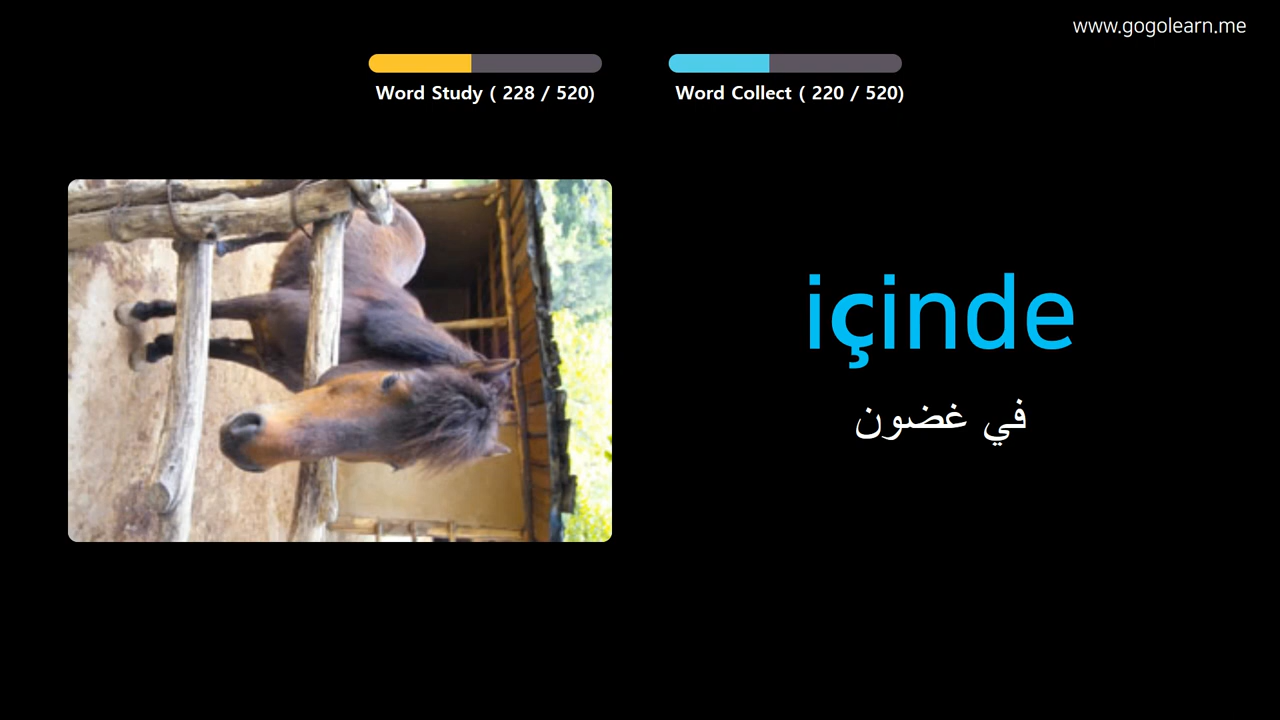 www.gogolearn.me
Word Study ( 228 / 520)
Word Collect ( 220 / 520)
içinde
في غضون